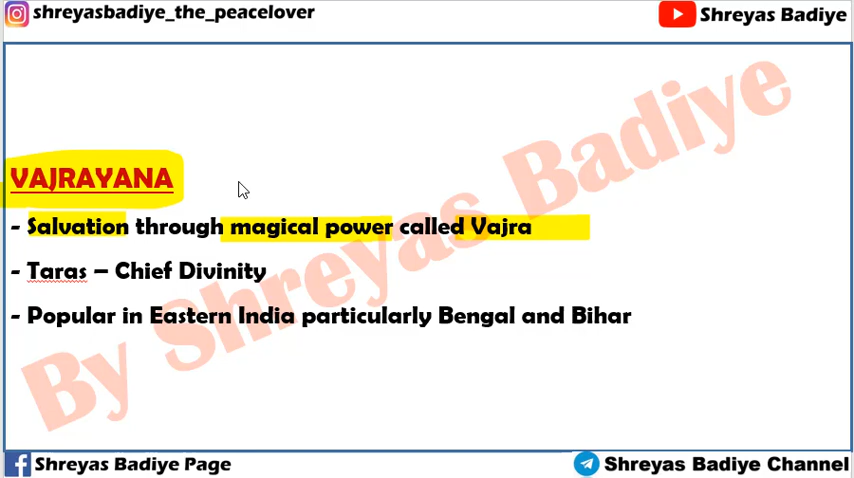 shreyasbadiye_the_peacelover
Shreyas Badiye
VAJRAYANA
- Salvation through magical power called Vajra
- Taras – Chief Divinity
- Popular in Eastern India particularly Bengal and Bihar
By Shreyas Badiye
Shreyas Badiye Page
Shreyas Badiye Channel